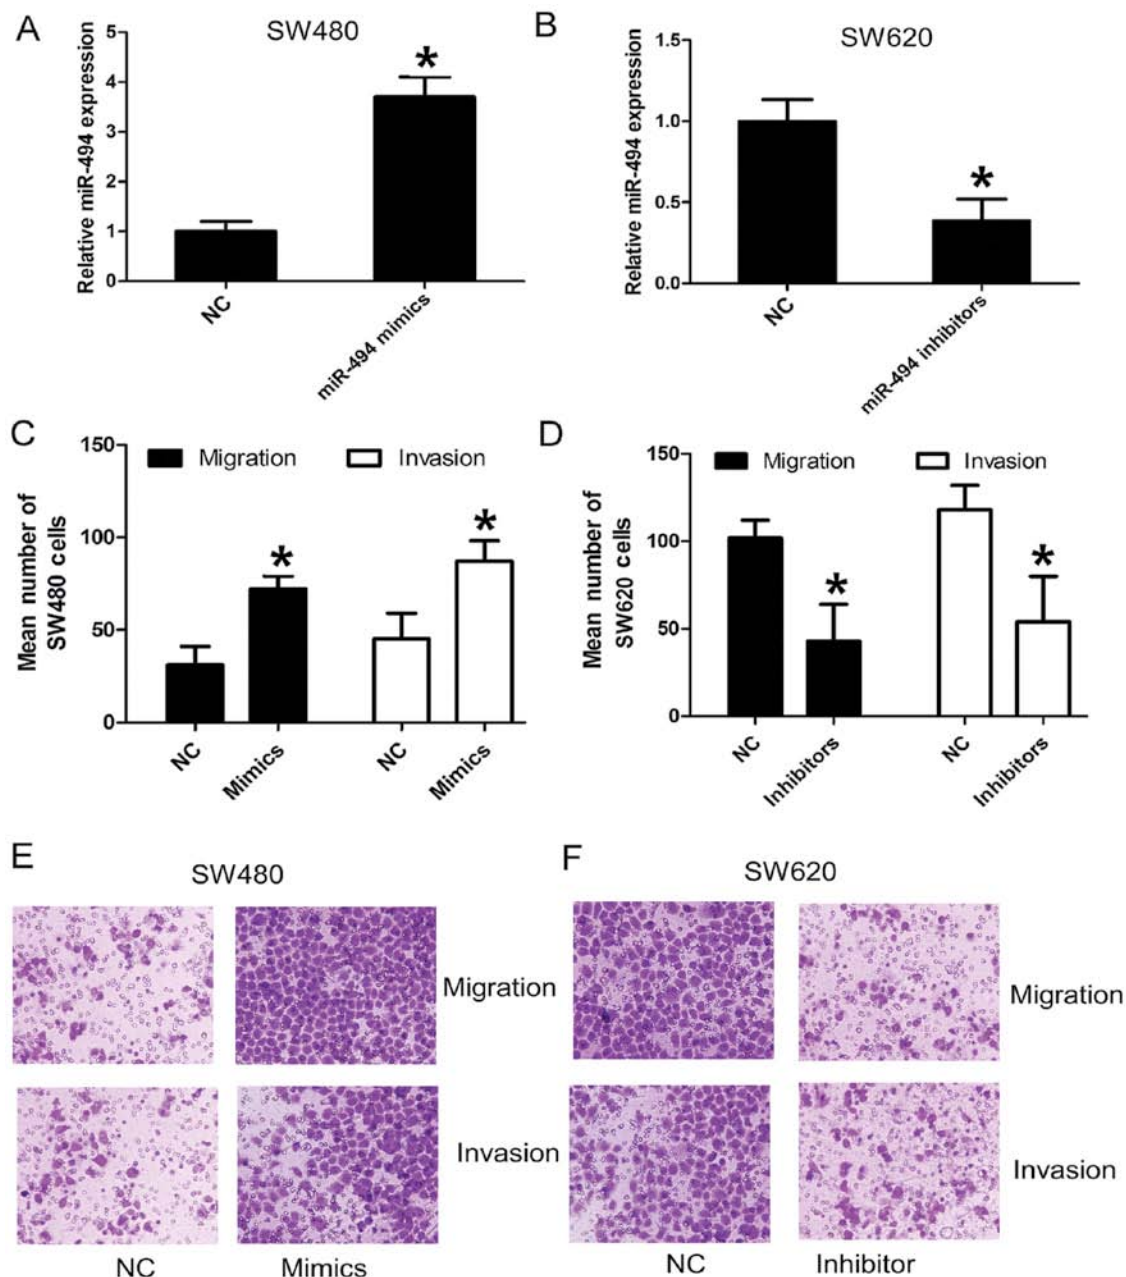 A
SW480
Relative miR-494 expression
5
4
3
2
1
0
*
NC
miR-494 mimics
B
SW620
Relative miR-494 expression
1.5
1.0
0.5
0.0
*
NC
miR-494 inhibitors
C
Mean number of
SW480 cells
150
100
50
0
Migration
Invasion
*
*
NC
Mimics
NC
Mimics
D
Mean number of
SW620 cells
150
100
50
0
Migration
Invasion
*
*
NC
Inhibitors
NC
Inhibitors
E
SW480
Migration
Invasion
NC
Mimics
F
SW620
Migration
Invasion
NC
Inhibitor